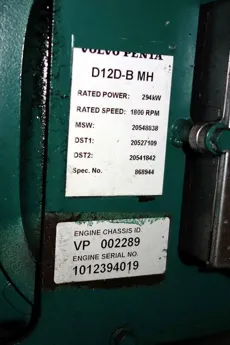 VOLVO PENTA
D12D-B MH
RATED POWER: 294kW
RATED SPEED: 1800 RPM
MSW: 20548038
DST1: 20527109
DST2: 20541842
Spec. No. 868944
ENGINE CHASSIS ID
VP 002289
ENGINE SERIAL NO.
1012394019